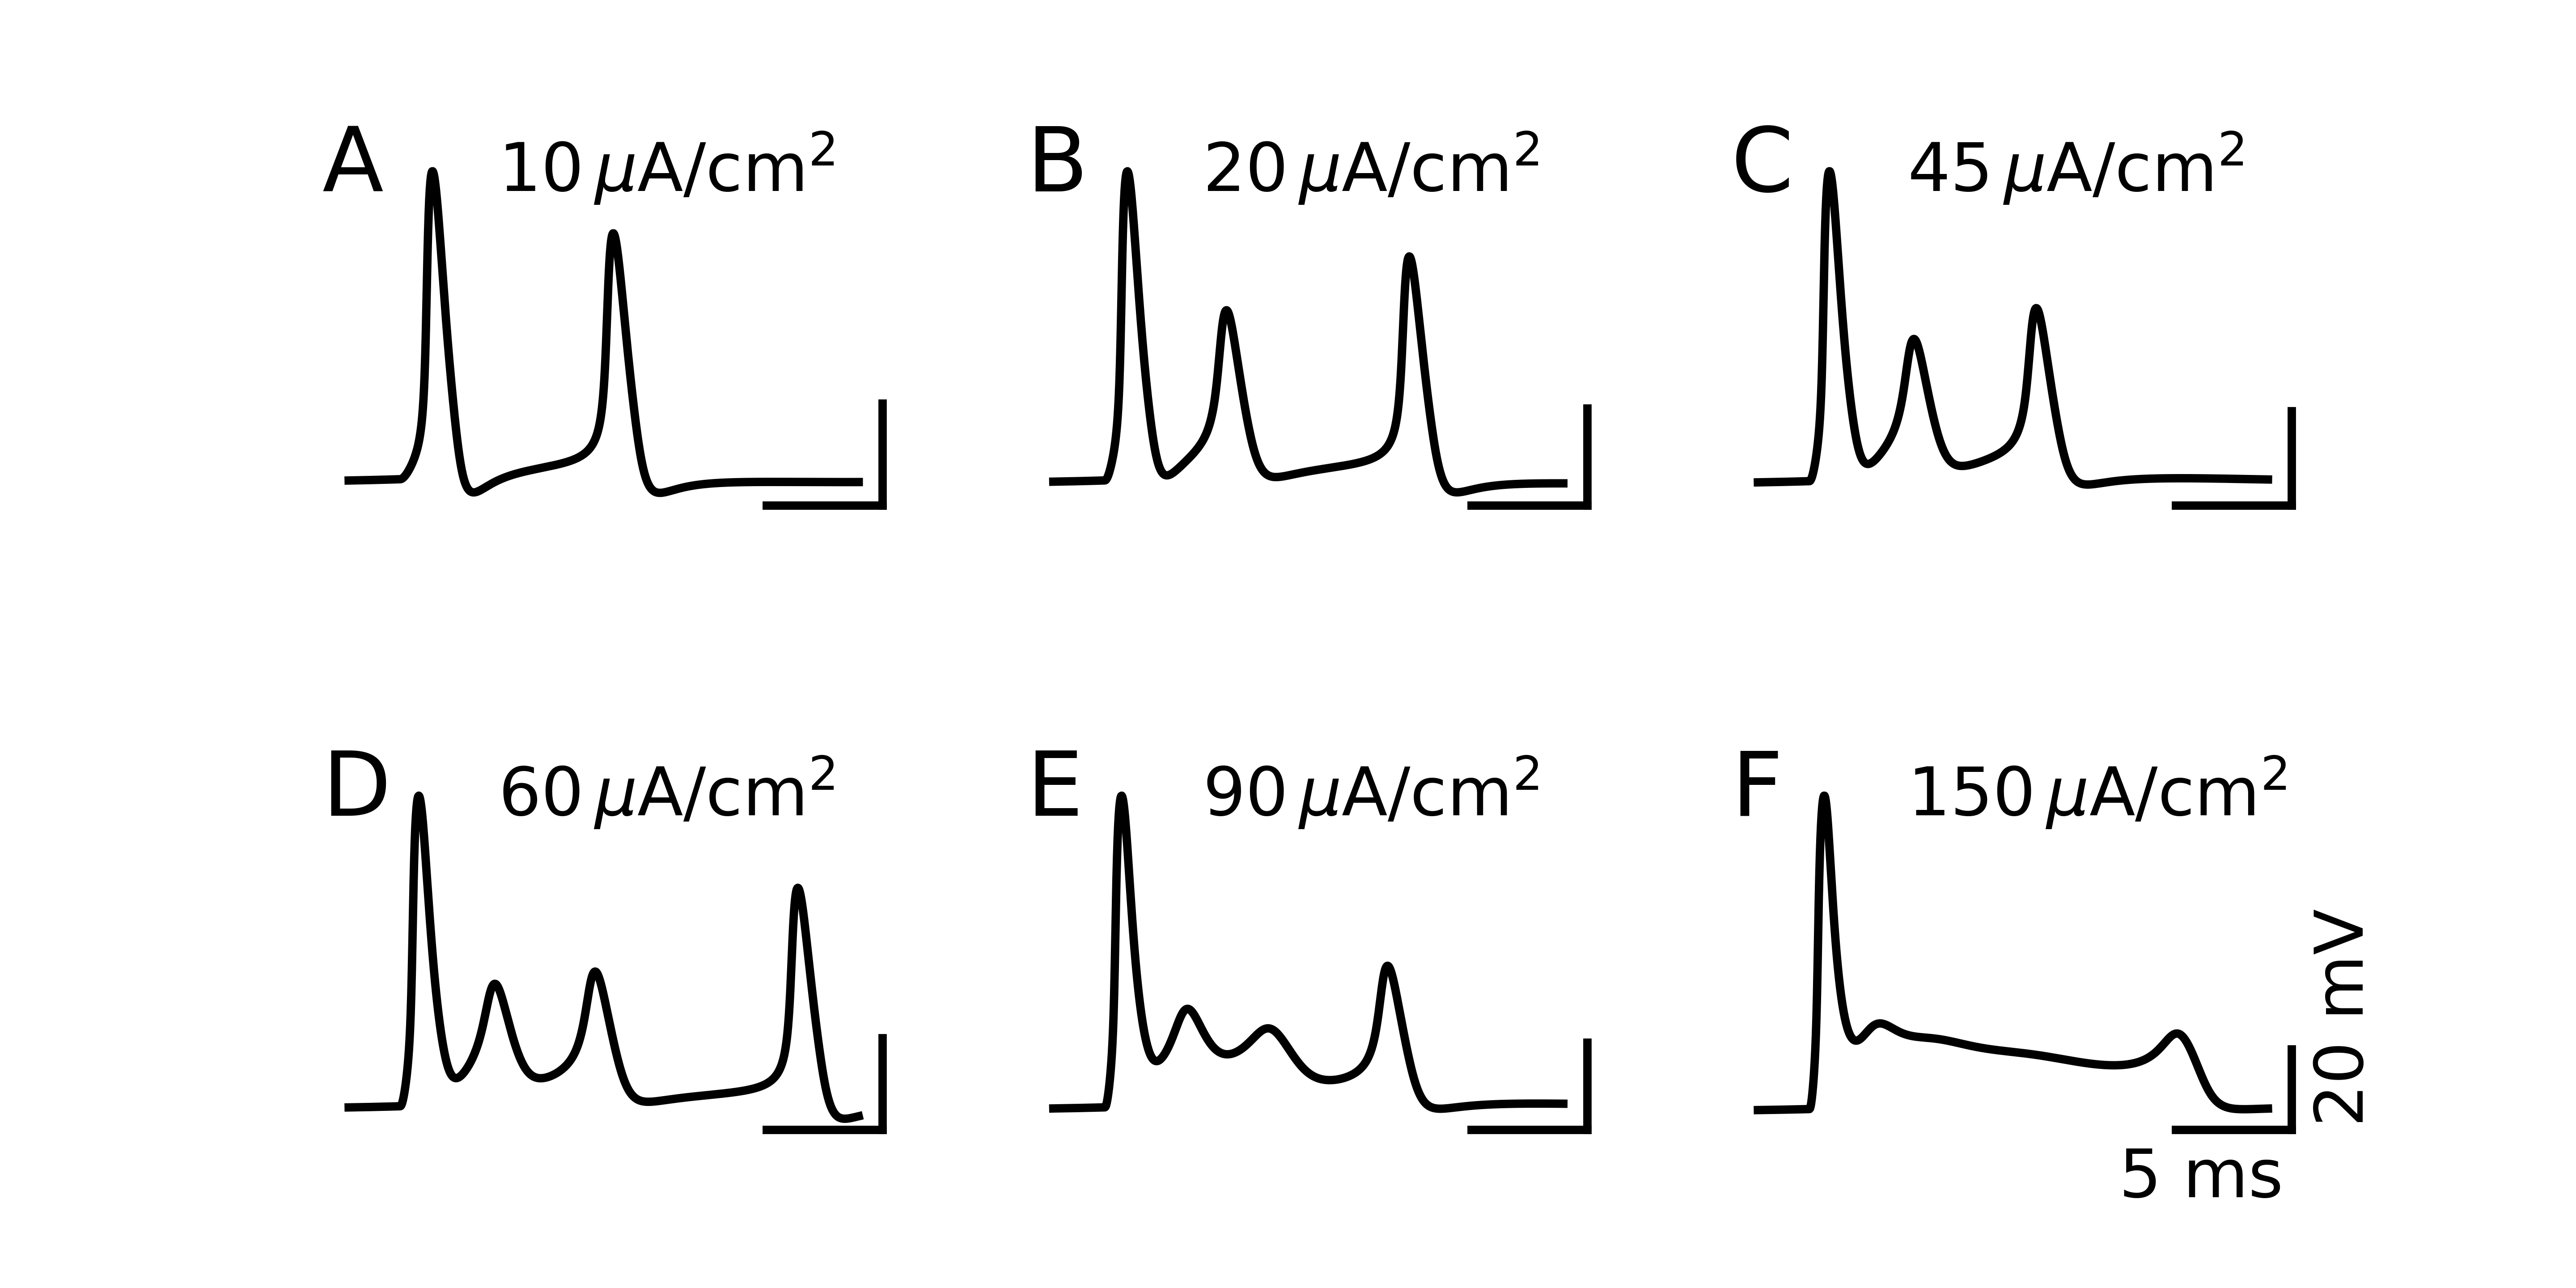 A 10 μA/cm²
B 20 μA/cm²
C 45 μA/cm²
D 60 μA/cm²
E 90 μA/cm²
F 150 μA/cm²
20 mV
5 ms